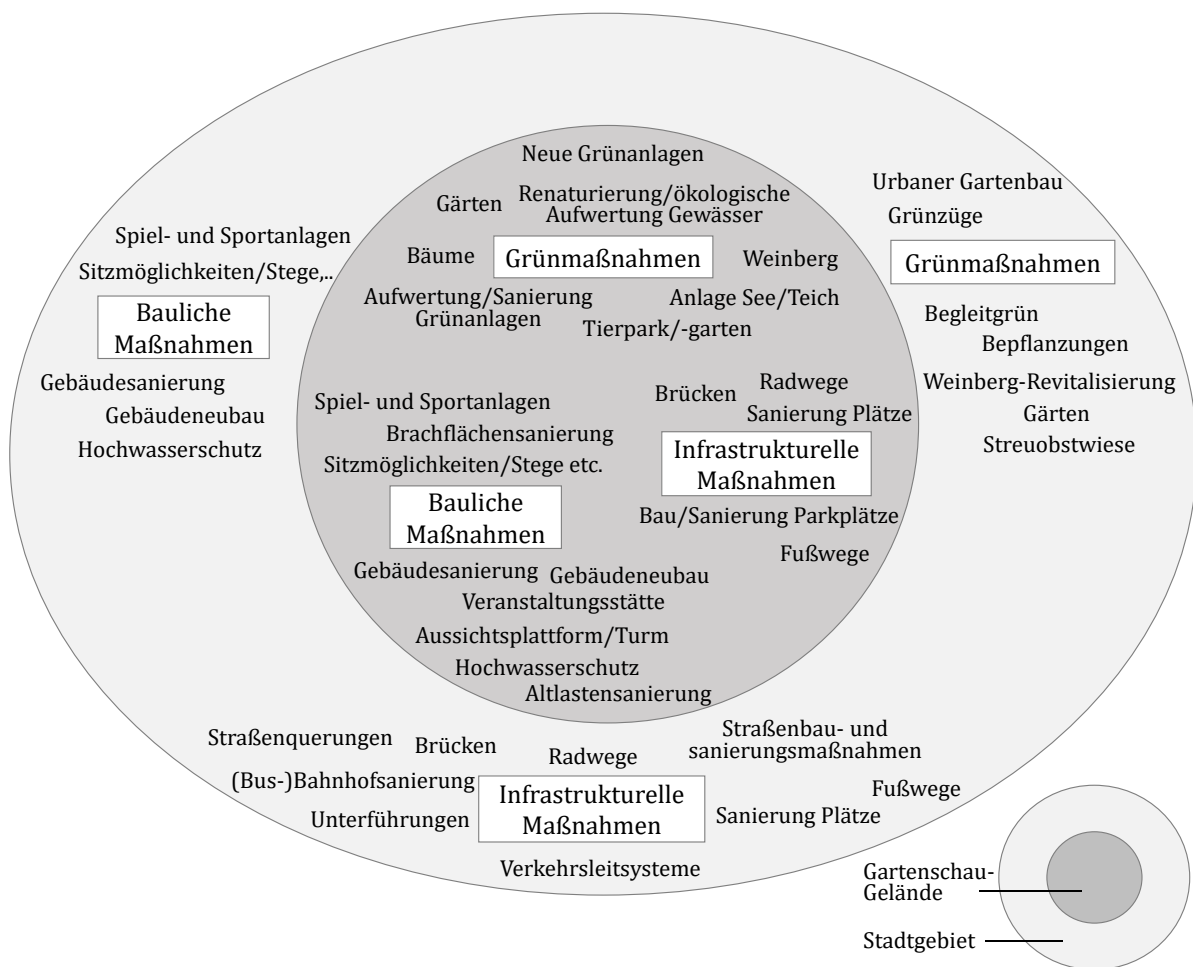 Neue Grünanlagen
Gärten
Renaturierung/ökologische
Aufwertung Gewässer
Bäume
Grünmaßnahmen
Weinberg
Aufwertung/Sanierung
Grünanlagen
Anlage See/Teich
Tierpark/-garten
Urbaner Gartenbau
Grünzüge
Grünmaßnahmen
Begleitgrün
Bepflanzungen
Weinberg-Revitalisierung
Gärten
Streuobstwiese
Spiel- und Sportanlagen
Sitzmöglichkeiten/Stege,..
Bauliche
Maßnahmen
Gebäudesanierung
Gebäudeneubau
Hochwasserschutz
Spiel- und Sportanlagen
Brachflächensanierung
Sitzmöglichkeiten/Stege etc.
Bauliche
Maßnahmen
Gebäudesanierung
Gebäudeneubau
Veranstaltungsstätte
Aussichtsplattform/Turm
Hochwasserschutz
Altlastensanierung
Brücken
Radwege
Sanierung Plätze
Infrastrukturelle
Maßnahmen
Bau/Sanierung Parkplätze
Fußwege
Straßenquerungen
Brücken
Radwege
Straßenbau- und
sanierungsmaßnahmen
(Bus-)Bahnhofsanierung
Infrastrukturelle
Maßnahmen
Fußwege
Unterführungen
Sanierung Plätze
Verkehrsleitsysteme
Gartenschau-
Gelände
Stadtgebiet